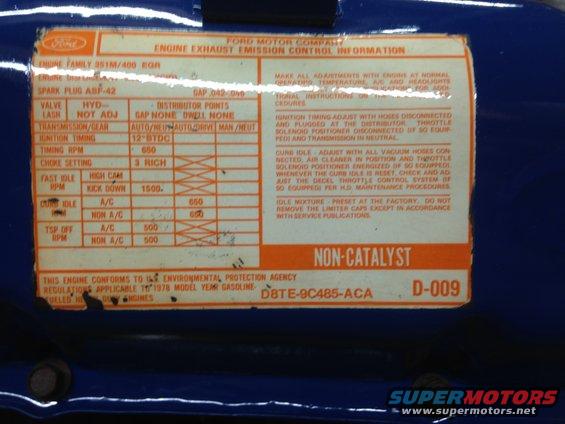 Ford
FORD MOTOR COMPANY
ENGINE EXHAUST EMISSION CONTROL INFORMATION
ENGINE FAMILY 351M/400 EGR
ENGINE
SPARK PLUG ASF-42 GAP .042-.046
VALVE LASH HYD– NOT ADJ DISTRIBUTOR POINTS
GAP NONE DWELL NONE
TRANSMISSION/GEAR AUTO/NEU AUTO/DRIVE MAN/NEUT
IGNITION TIMING 12°BTDC
TIMING RPM 650
CHOKE SETTING 3 RICH
FAST IDLE RPM HIGH CAM
KICK DOWN 1500
CURB IDLE A/C 650
NON A/C 650
TSP OFF RPM A/C 500
NON A/C 500
MAKE ALL ADJUSTMENTS WITH ENGINE AT NORMAL
OPERATING TEMPERATURE, A/C AND HEADLIGHTS
ADDITIONAL INSTRUCTIONS
CEDURES
IGNITION TIMING-ADJUST WITH HOSES DISCONNECTED
AND PLUGGED AT THE DISTRIBUTOR. THROTTLE
SOLENOID POSITIONER DISCONNECTED (IF SO EQUIP-
PED) AND TRANSMISSION IN NEUTRAL.
CURB IDLE - ADJUST WITH ALL VACUUM HOSES CON-
NECTED, AIR CLEANER IN POSITION AND THROTTLE
SOLENOID POSITIONER ENERGIZED (IF SO EQUIPPED).
WHENEVER THE CURB IDLE IS RESET, CHECK AND AD-
JUST THE DECEL THROTTLE CONTROL SYSTEM (IF
SO EQUIPPED) PER H.D. MAINTENANCE PROCEDURES.
IDLE MIXTURE - PRESET AT THE FACTORY. DO NOT
REMOVE THE LIMITER CAPS EXCEPT IN ACCORDANCE
WITH SERVICE PUBLICATIONS.
NON-CATALYST
THIS ENGINE CONFORMS TO U.S. ENVIRONMENTAL PROTECTION AGENCY
REGULATIONS APPLICABLE TO 1978 MODEL YEAR GASOLINE-
FUELED HEAVY DUTY ENGINES
D8TE-9C485-ACA D-009
SUPERMOTORS
www.supermotors.net